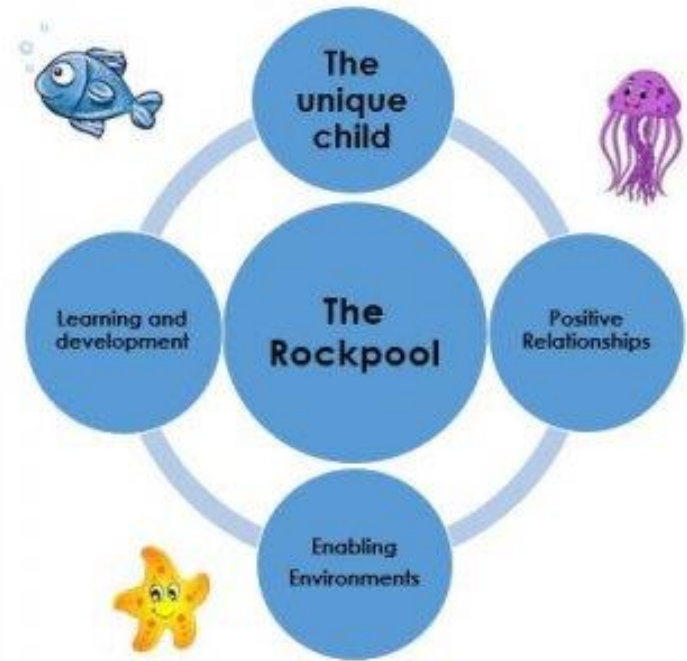 The
unique
child
Learning and
development
The
Rockpool
Positive
Relationships
Enabling
Environments